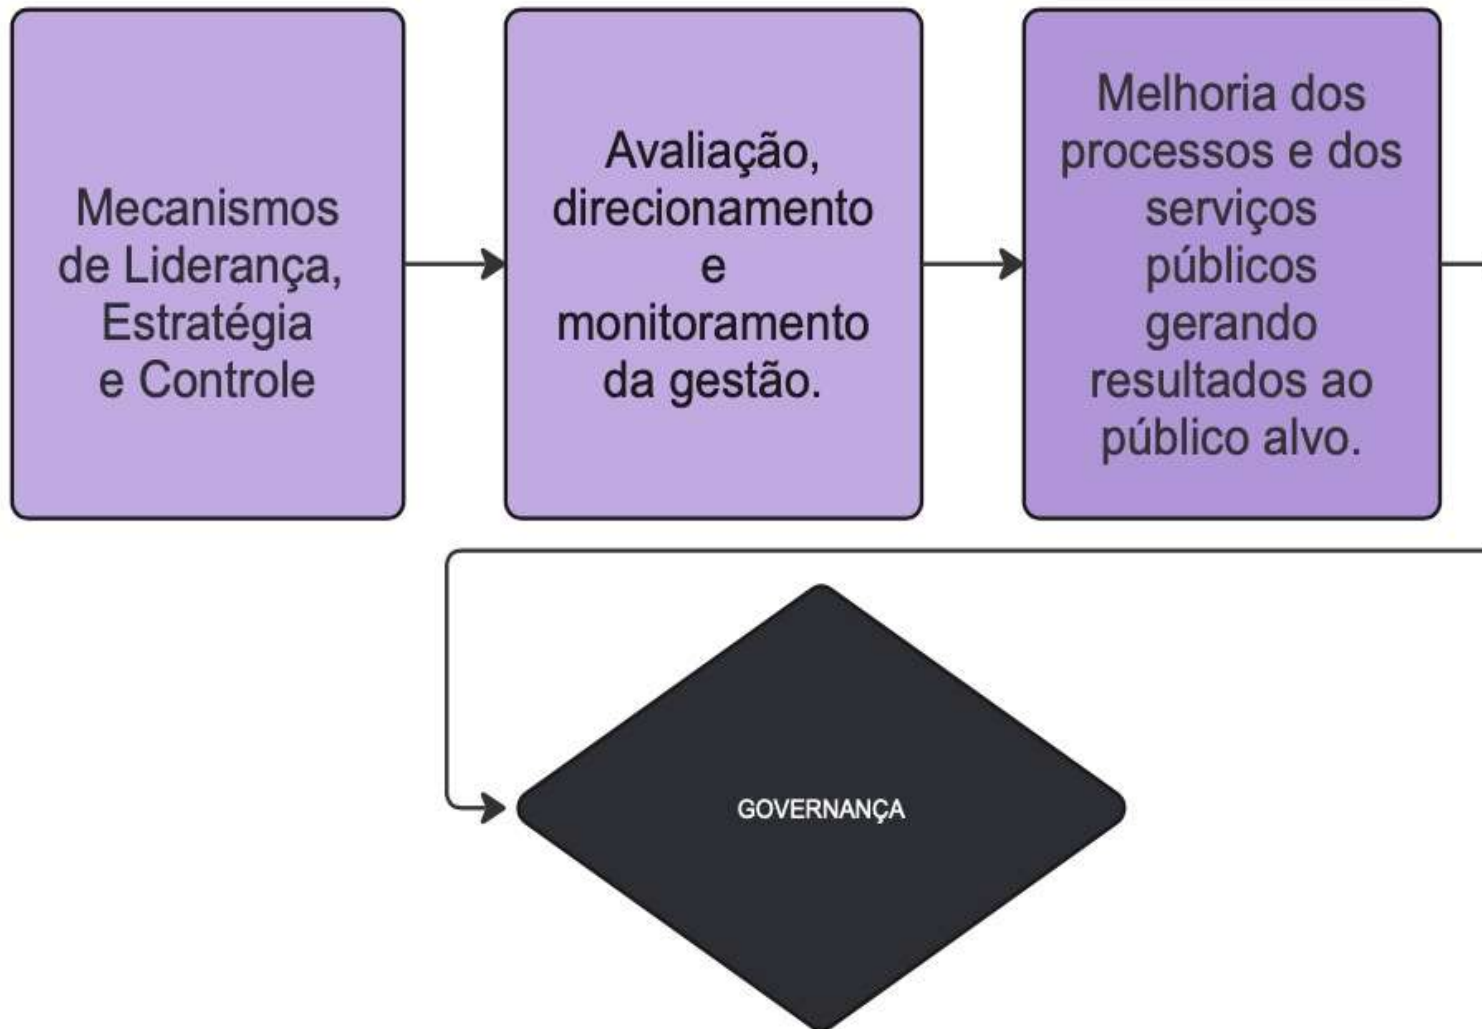 Mecanismos
de Liderança,
Estratégia
e Controle
Avaliação,
direcionamento
e
monitoramento
da gestão.
Melhoria dos
processos e dos
serviços
públicos
gerando
resultados ao
público alvo.
GOVERNANÇA